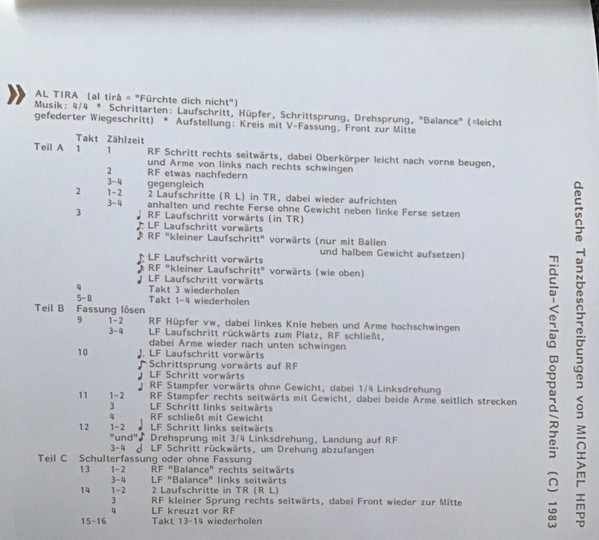 AL TIRA (al tirá = "Fürchte dich nicht")
Musik: 4/4 * Schrittarten: Laufschritt, Hüpfer, Schrittsprung, Drehsprung, "Balance" (=leicht
gefederter Wiegeschritt) * Aufstellung: Kreis mit V-Fassung, Front zur Mitte
Takt Zählzeit
Teil A 1 1 RF Schritt rechts seitwärts, dabei Oberkörper leicht nach vorne beugen,
und Arme von links nach rechts schwingen
2 RF etwas nachfedern
3-4 gegengleich
2 1-2 2 Laufschritte (R L) in TR, dabei wieder aufrichten
3-4 anhalten und rechte Ferse ohne Gewicht neben linke Ferse setzen
3 RF Laufschritt vorwärts (in TR)
LF Laufschritt vorwärts
RF "kleiner Laufschritt" vorwärts (nur mit Ballen
und halbem Gewicht aufsetzen)
LF Laufschritt vorwärts
RF "kleiner Laufschritt" vorwärts (wie oben)
LF Laufschritt vorwärts
4 Takt 3 wiederholen
5-8 Takt 1-4 wiederholen
Teil B Fassung lösen
9 1-2 RF Hüpfer vw, dabei linkes Knie heben und Arme hochschwingen
3-4 LF Laufschritt rückwärts zum Platz, RF schließt,
dabei Arme wieder nach unten schwingen
10 LF Laufschritt vorwärts
Schrittsprung vorwärts auf RF
LF Schritt vorwärts
RF Stampfer vorwärts ohne Gewicht, dabei 1/4 Linksdrehung
11 1-2 RF Stampfer rechts seitwärts mit Gewicht, dabei beide Arme seitlich strecken
3 LF Schritt links seitwärts
4 RF schließt mit Gewicht
12 1-2 LF Schritt links seitwärts
"und" Drehsprung mit 3/4 Linksdrehung, Landung auf RF
3-4 LF Schritt rückwärts, um Drehung abzufangen
Teil C Schulterfassung oder ohne Fassung
13 1-2 RF "Balance" rechts seitwärts
3-4 LF "Balance" links seitwärts
14 1-2 2 Laufschritte in TR (R L)
3 RF kleiner Sprung rechts seitwärts, dabei Front wieder zur Mitte
4 LF kreuzt vor RF
15-16 Takt 13-14 wiederholen
deutsche Tanzbeschreibungen von MICHAEL HEPP
Fidula-Verlag Boppard/Rhein (C) 1983